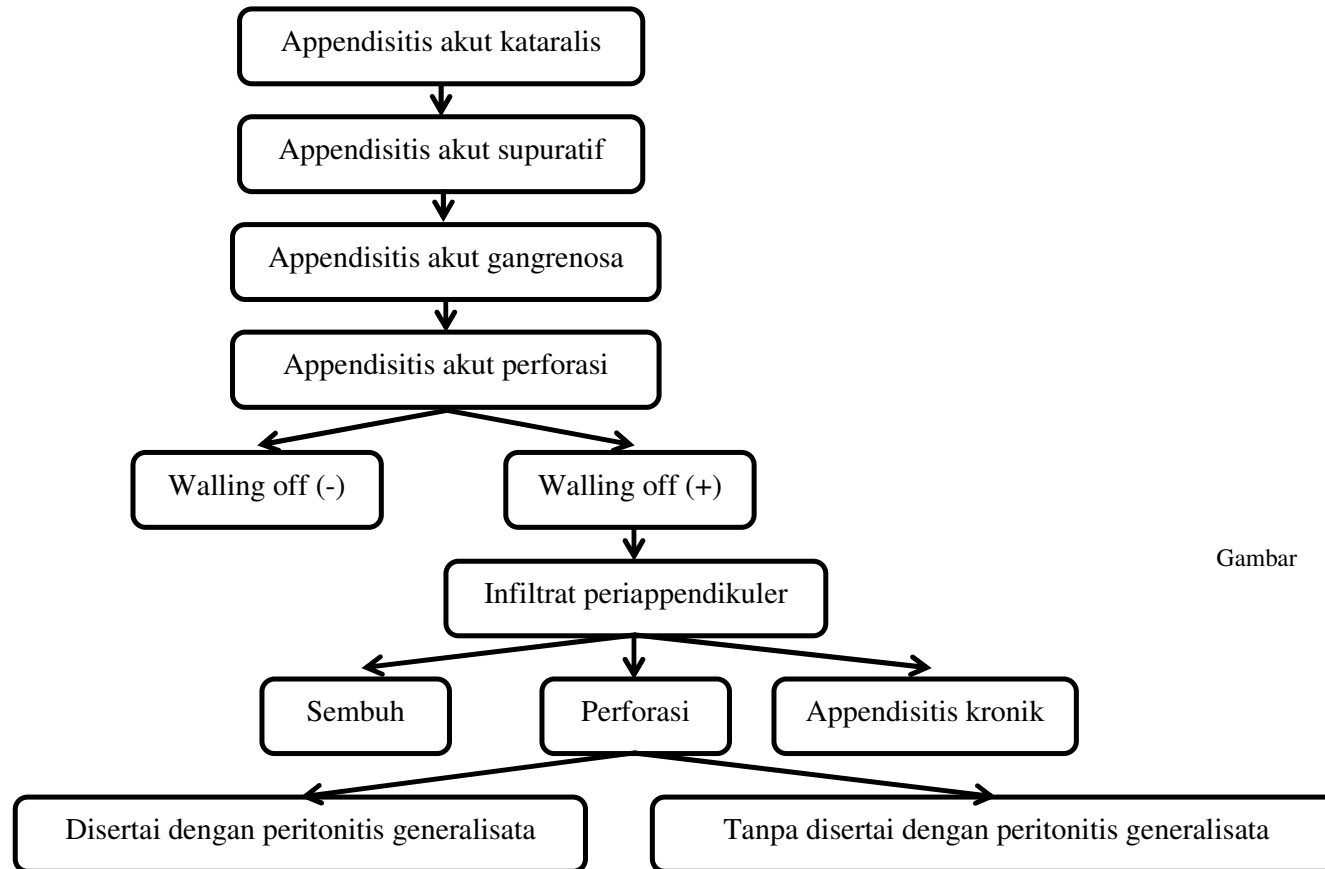 Appendisitis akut kataralis
Appendisitis akut supuratif
Appendisitis akut gangrenosa
Appendisitis akut perforasi
Walling off (-)
Walling off (+)
Gambar
Infiltrat periappendikuler
Sembuh
Perforasi
Appendisitis kronik
Disertai dengan peritonitis generalisata
Tanpa disertai dengan peritonitis generalisata